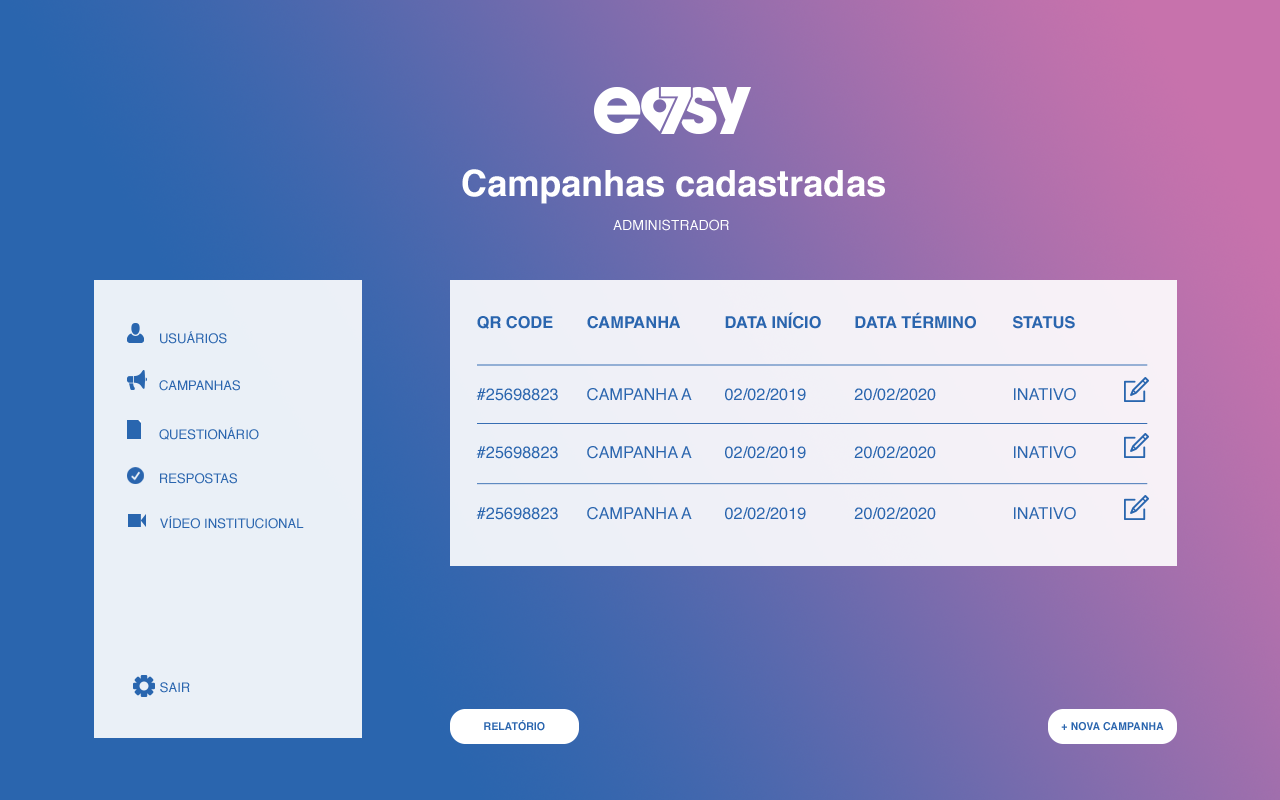 ea7sy
Campanhas cadastradas
ADMINISTRADOR
USUÁRIOS
CAMPANHAS
QUESTIONÁRIO
RESPOSTAS
VÍDEO INSTITUCIONAL
SAIR
QR CODE CAMPANHA DATA INÍCIO DATA TÉRMINO STATUS
#25698823 CAMPANHA A 02/02/2019 20/02/2020 INATIVO
#25698823 CAMPANHA A 02/02/2019 20/02/2020 INATIVO
#25698823 CAMPANHA A 02/02/2019 20/02/2020 INATIVO
RELATÓRIO
+ NOVA CAMPANHA